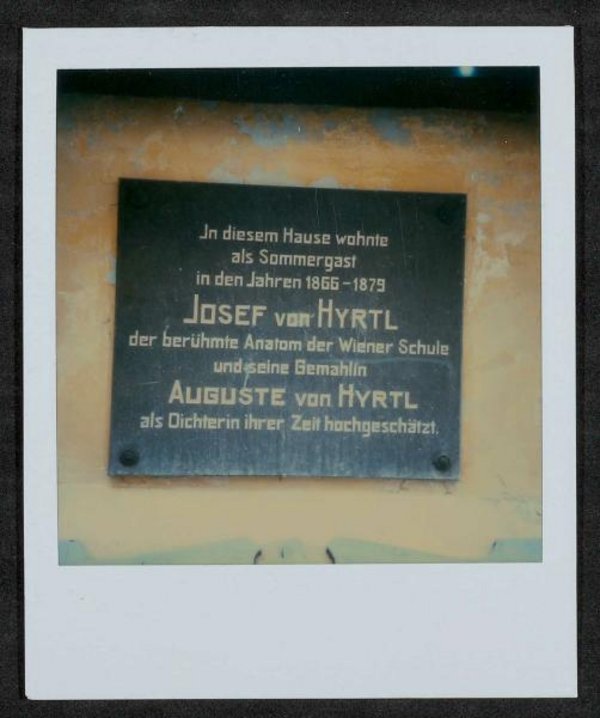 In diesem Hause wohnte
als Sommergast
in den Jahren 1866-1879
JOSEF von HYRTL
der berühmte Anatom der Wiener Schule
und seine Gemahlin
AUGUSTE von HYRTL
als Dichterin ihrer Zeit hochgeschätzt.